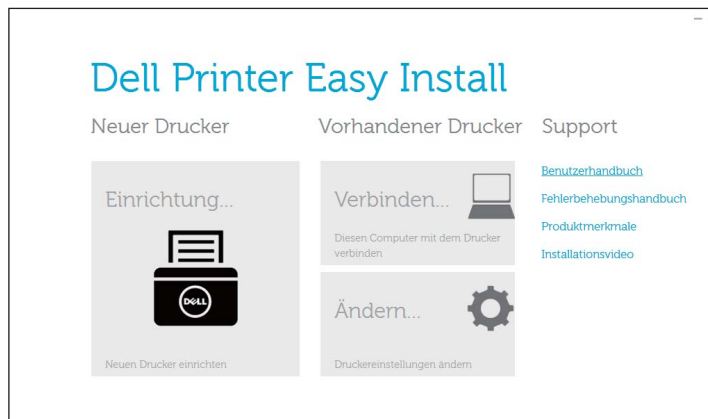 Dell Printer Easy Install
Neuer Drucker
Einrichtung...
DELL
Neuen Drucker einrichten
Vorhandener Drucker
Verbinden...
Diesen Computer mit dem Drucker
verbinden
Ändern...
Druckereinstellungen ändern
Support
Benutzerhandbuch
Fehlerbehebungshandbuch
Produktmerkmale
Installationsvideo